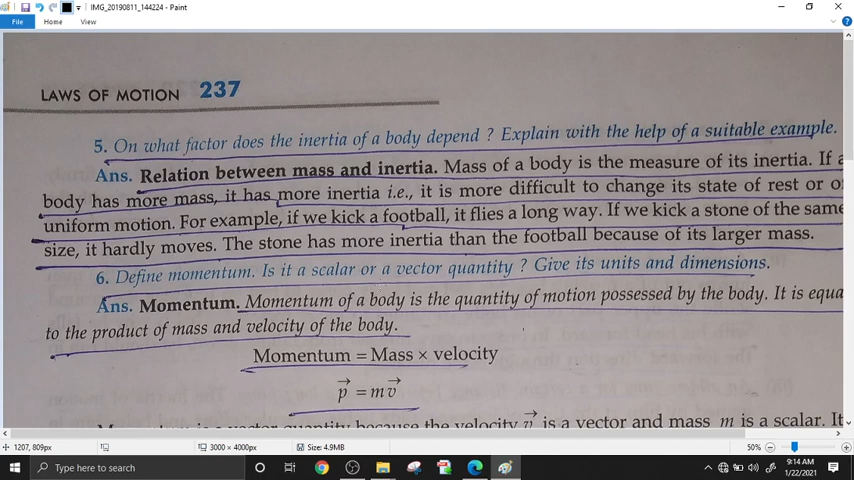 IMG_20190811_144224 - Paint
File Home View
LAWS OF MOTION 237
5. On what factor does the inertia of a body depend ? Explain with the help of a suitable example.
Ans. Relation between mass and inertia. Mass of a body is the measure of its inertia. If a
body has more mass, it has more inertia i.e., it is more difficult to change its state of rest or of
uniform motion. For example, if we kick a football, it flies a long way. If we kick a stone of the same
size, it hardly moves. The stone has more inertia than the football because of its larger mass.
6. Define momentum. Is it a scalar or a vector quantity ? Give its units and dimensions.
Ans. Momentum. Momentum of a body is the quantity of motion possessed by the body. It is equa
to the product of mass and velocity of the body.
Momentum = Mass × velocity
p⃗ = m v⃗
quantity because the velocity v⃗ is a vector and mass m is a scalar. It
1207, 809px 3000 × 4000px Size: 4.9MB 50%
Type here to search
9:14 AM
1/22/2021